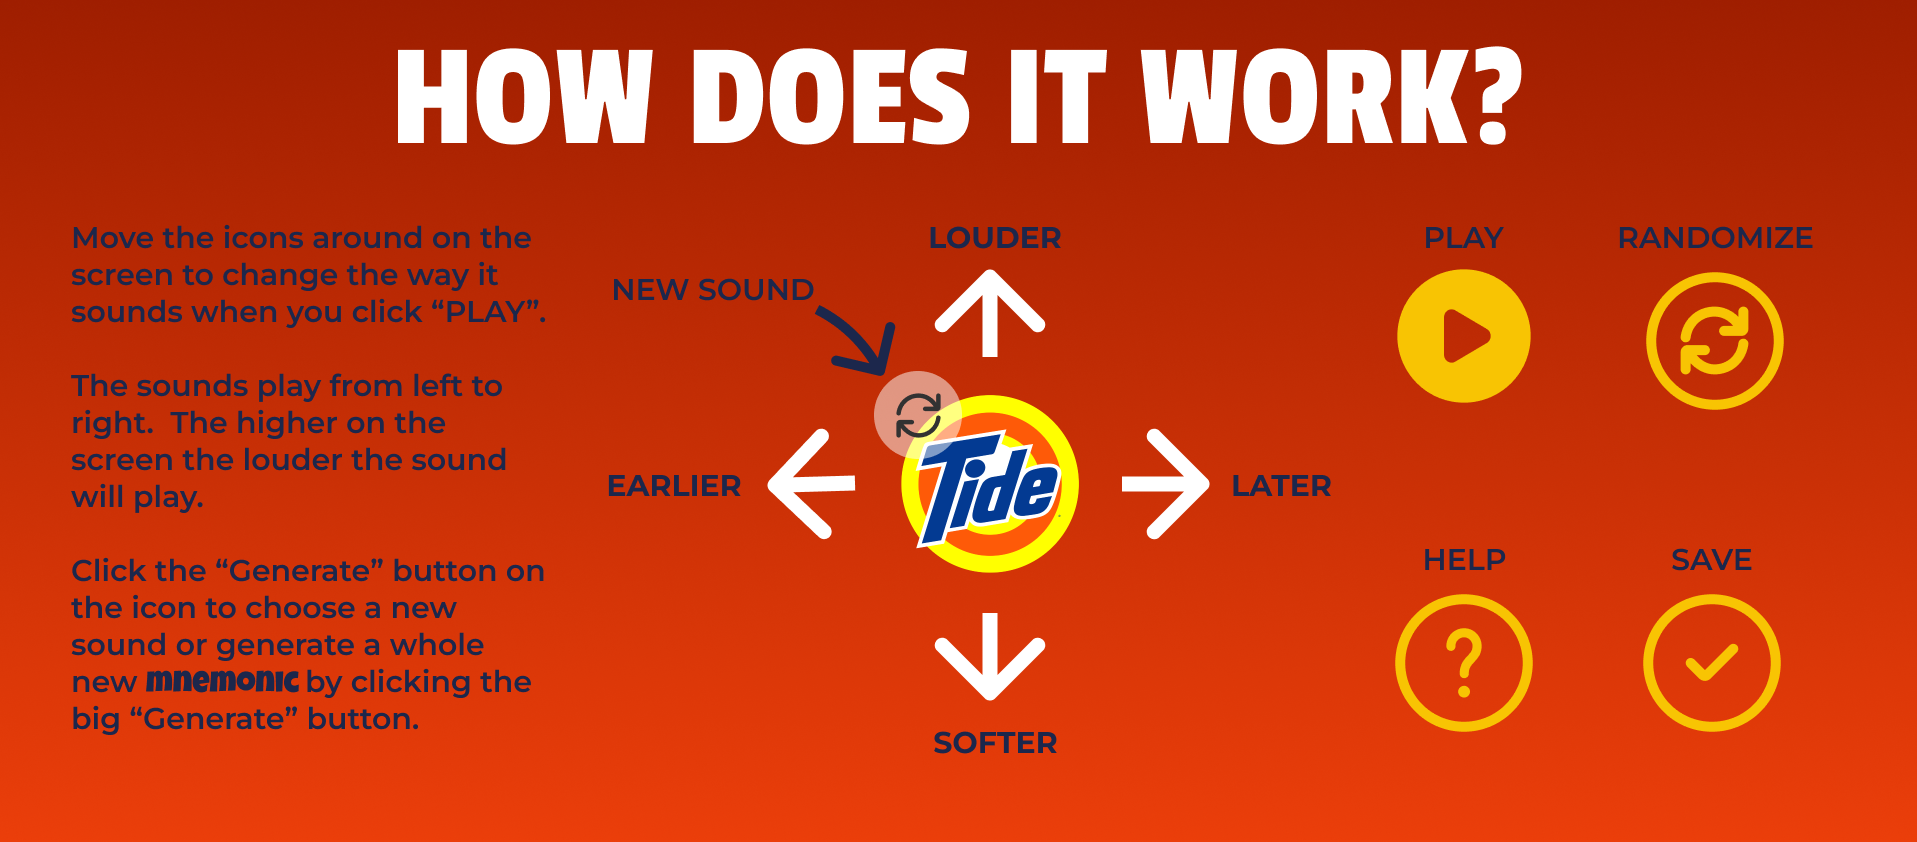 HOW DOES IT WORK?
Move the icons around on the
screen to change the way it
sounds when you click “PLAY”.
The sounds play from left to
right.  The higher on the
screen the louder the sound
will play.
Click the “Generate” button on
the icon to choose a new
sound or generate a whole
new mnemonic by clicking the
big “Generate” button.
NEW SOUND
LOUDER
EARLIER
Tide
LATER
SOFTER
PLAY
RANDOMIZE
HELP
?
SAVE